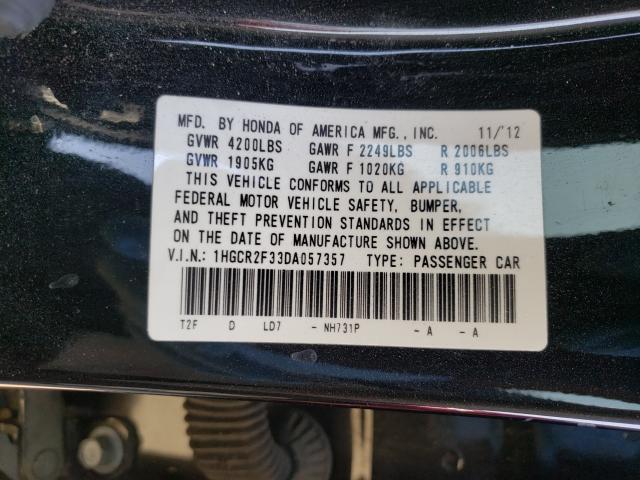 MFD. BY HONDA OF AMERICA MFG., INC. 11/'12
GVWR 4200LBS GAWR F 2249LBS R 2006LBS
GVWR 1905KG GAWR F 1020KG R 910KG
THIS VEHICLE CONFORMS TO ALL APPLICABLE
FEDERAL MOTOR VEHICLE SAFETY, BUMPER,
AND THEFT PREVENTION STANDARDS IN EFFECT
ON THE DATE OF MANUFACTURE SHOWN ABOVE.
V.I.N.: 1HGCR2F33DA057357 TYPE: PASSENGER CAR
T2F D LD7 - NH731P - A - A